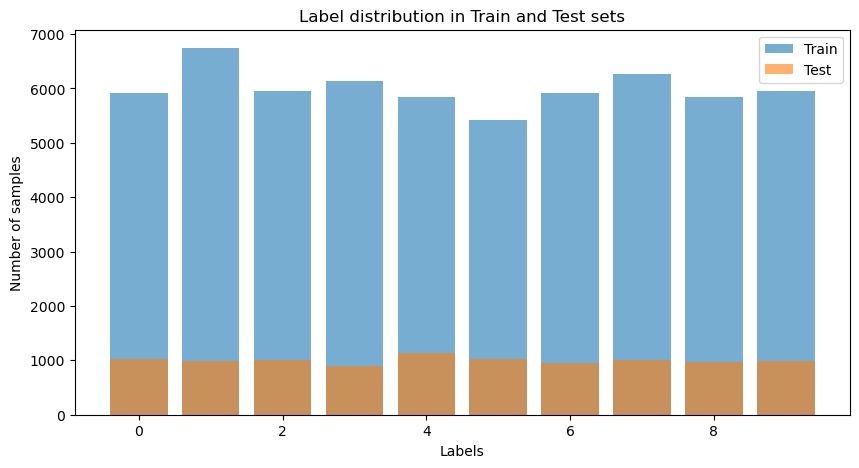 Label distribution in Train and Test sets
Train
Test
Number of samples
7000
6000
5000
4000
3000
2000
1000
0
0 2 4 6 8
Labels